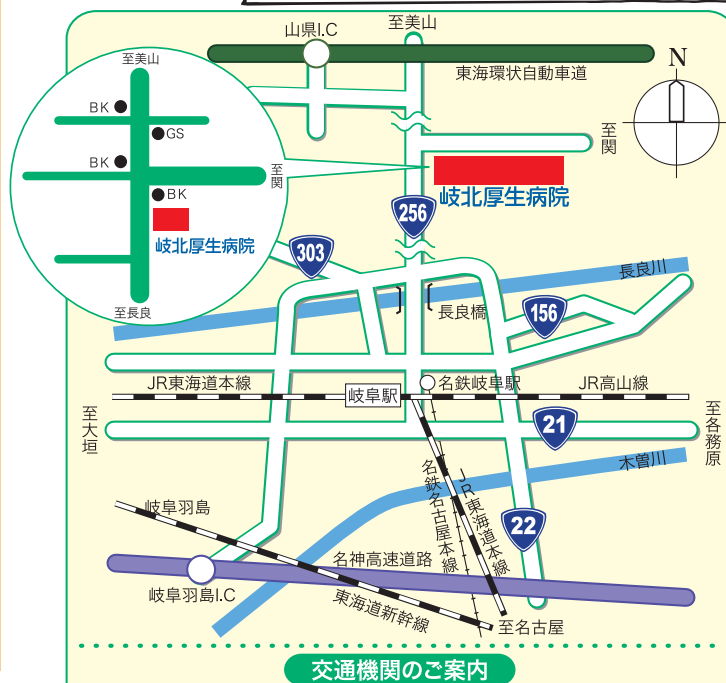 山県I.C
至美山
東海環状自動車道
N
至関
岐北厚生病院
256
至美山
BK
GS
BK
至関
BK
岐北厚生病院
至長良
303
長良川
長良橋
156
JR東海道本線
岐阜駅
名鉄岐阜駅
JR高山線
至大垣
至各務原
21
木曽川
名鉄名古屋本線
JR東海道本線
22
岐阜羽島
名神高速道路
岐阜羽島I.C
東海道新幹線
至名古屋
交通機関のご案内